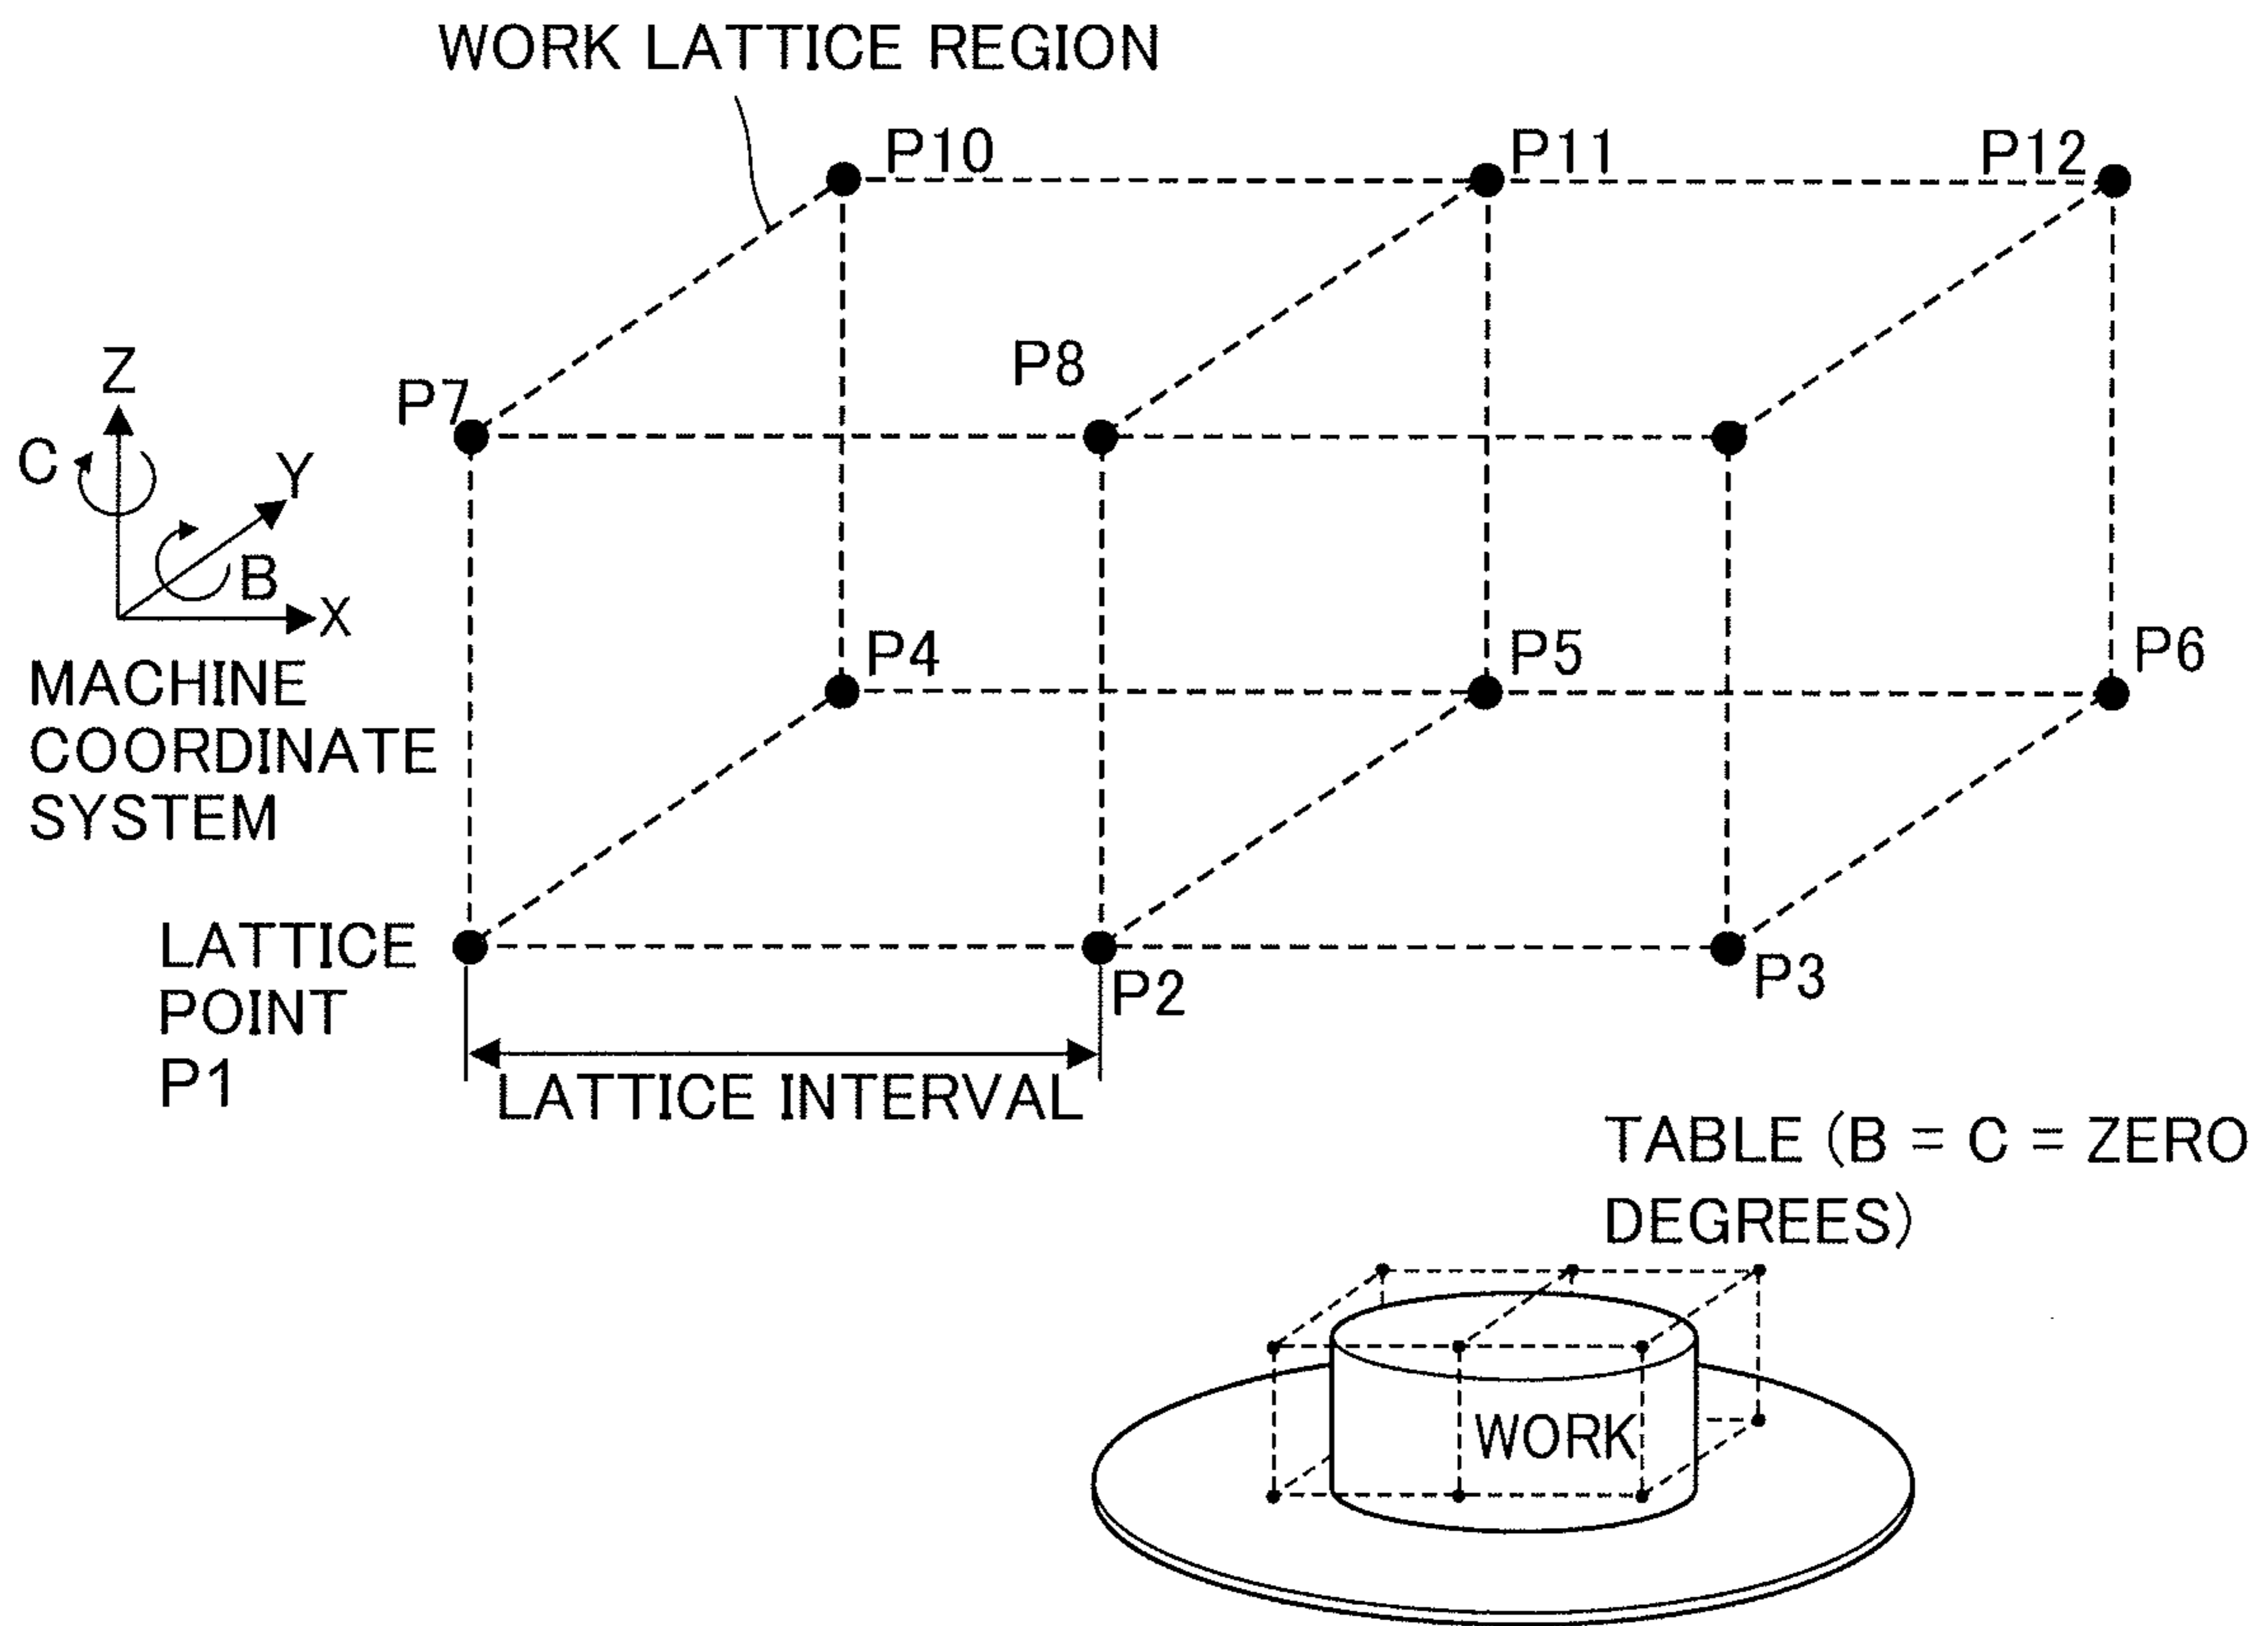 WORK LATTICE REGION
P10
P11
P12
P8
P7
Z
C
Y
B
X
P4
P5
P6
MACHINE
COORDINATE
SYSTEM
LATTICE
POINT
P1
P2
P3
LATTICE INTERVAL
TABLE (B = C = ZERO
DEGREES)
WORK